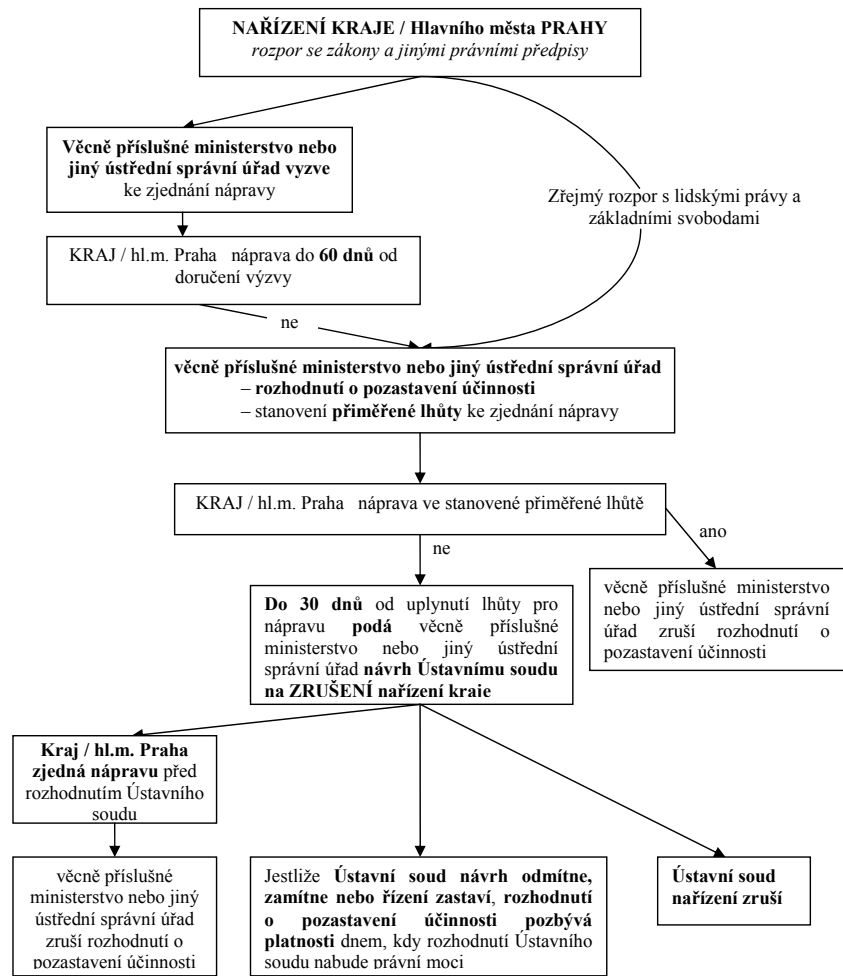 NAŘÍZENÍ KRAJE / Hlavního města PRAHY
rozpor se zákony a jinými právními předpisy
Věcně příslušné ministerstvo nebo
jiný ústřední správní úřad vyzve
ke zjednání nápravy
Zřejmý rozpor s lidskými právy a
základními svobodami
KRAJ / hl.m. Praha náprava do 60 dnů od
doručení výzvy
ne
věcně příslušné ministerstvo nebo jiný ústřední správní úřad
– rozhodnutí o pozastavení účinnosti
– stanovení přiměřené lhůty ke zjednání nápravy
KRAJ / hl.m. Praha náprava ve stanovené přiměřené lhůtě
ano
ne
věcně příslušné ministerstvo
nebo jiný ústřední správní
úřad zruší rozhodnutí o
pozastavení účinnosti
Do 30 dnů od uplynutí lhůty pro
nápravu podá věcně příslušné
ministerstvo nebo jiný ústřední
správní úřad návrh Ústavnímu soudu
na ZRUŠENÍ nařízení kraje
Kraj / hl.m. Praha
zjedná nápravu před
rozhodnutím Ústavního
soudu
věcně příslušné
ministerstvo nebo jiný
ústřední správní úřad
zruší rozhodnutí o
pozastavení účinnosti
Jestliže Ústavní soud návrh odmítne,
zamítne nebo řízení zastaví, rozhodnutí
o pozastavení účinnosti pozbývá
platnosti dnem, kdy rozhodnutí Ústavního
soudu nabude právní moci
Ústavní soud
nařízení zruší